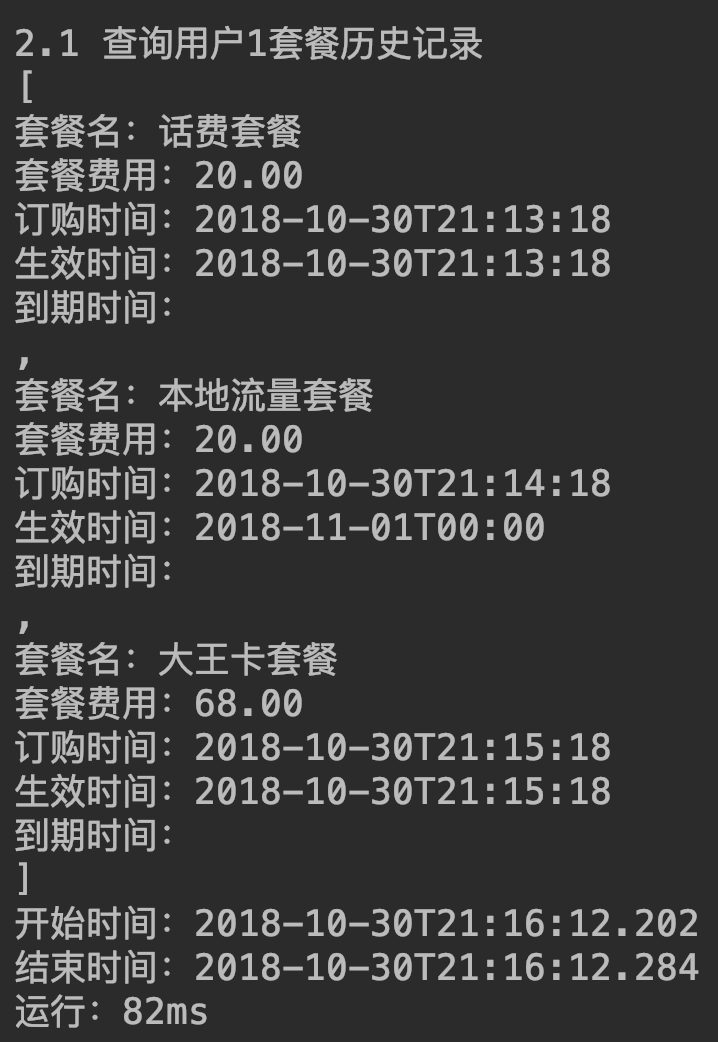 2.1 查询用户1套餐历史记录
[
套餐名：话费套餐
套餐费用：20.00
订购时间：2018-10-30T21:13:18
生效时间：2018-10-30T21:13:18
到期时间：
,
套餐名：本地流量套餐
套餐费用：20.00
订购时间：2018-10-30T21:14:18
生效时间：2018-11-01T00:00
到期时间：
,
套餐名：大王卡套餐
套餐费用：68.00
订购时间：2018-10-30T21:15:18
生效时间：2018-10-30T21:15:18
到期时间：
]
开始时间：2018-10-30T21:16:12.202
结束时间：2018-10-30T21:16:12.284
运行：82ms